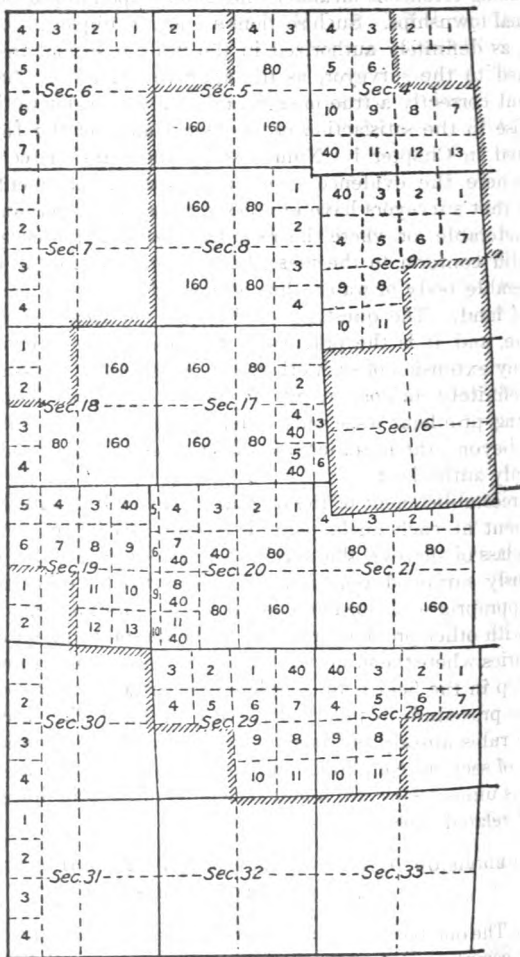 4 3 2 1 2 4 3 4 3 2
5 80 5 6
Sec. 6 Sec. 5 Sec. 4
6 10 9 8 7
160 160
7 40 11 12 13
1 1 40 3
2 160 80 2 7 8
4 5 6
Sec. 7 Sec. 8 Sec. 9
3 3
160 80 9 8
4 4 10 11
1
160 160 80 2
2
4
Sec. 18 Sec. 17 3 Sec. 16
3 40
80 160 160 80 5 6
4 40
5 4 3 40 5 4 3 2 1 4 3 2
7
6 7 8 9 6 40 40 80 80 80 80
Sec. 19 Sec. 20 Sec. 21
1 11 10 9 8
40
80 160 160 160
2 12 13 10 11
40
1 3 2 1 40 40 3 2 1
2 4 5 6 7 4 5 6 7
Sec. 30 Sec. 29 Sec. 28
3 9 8 9 8
4 10 11 10 11
1
2
Sec. 31 Sec. 32 Sec. 33
3
4